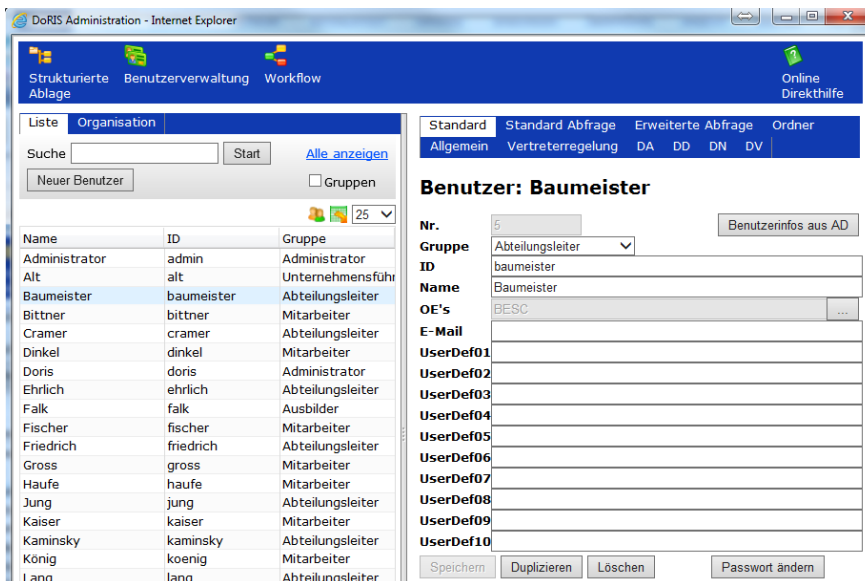 DoRIS Administration - Internet Explorer
Strukturierte Ablage
Benutzerverwaltung
Workflow
Online Direkthilfe
Liste Organisation
Suche Start Alle anzeigen
Neuer Benutzer Gruppen
25
Name ID Gruppe
Administrator admin Administrator
Alt alt Unternehmensführ
Baumeister baumeister Abteilungsleiter
Bittner bittner Mitarbeiter
Cramer cramer Abteilungsleiter
Dinkel dinkel Mitarbeiter
Doris doris Administrator
Ehrlich ehrlich Abteilungsleiter
Falk falk Ausbilder
Fischer fischer Mitarbeiter
Friedrich friedrich Abteilungsleiter
Gross gross Mitarbeiter
Haufe haufe Mitarbeiter
Jung jung Abteilungsleiter
Kaiser kaiser Mitarbeiter
Kaminsky kaminsky Abteilungsleiter
König koenig Mitarbeiter
Lang lang Abteilungsleiter
Standard Standard Abfrage Erweiterte Abfrage Ordner
Allgemein Vertreterregelung DA DD DN DV
Benutzer: Baumeister
Nr. 5 Benutzerinfos aus AD
Gruppe Abteilungsleiter
ID baumeister
Name Baumeister
OE's BESC ...
E-Mail
UserDef01
UserDef02
UserDef03
UserDef04
UserDef05
UserDef06
UserDef07
UserDef08
UserDef09
UserDef10
Speichern Duplizieren Löschen Passwort ändern